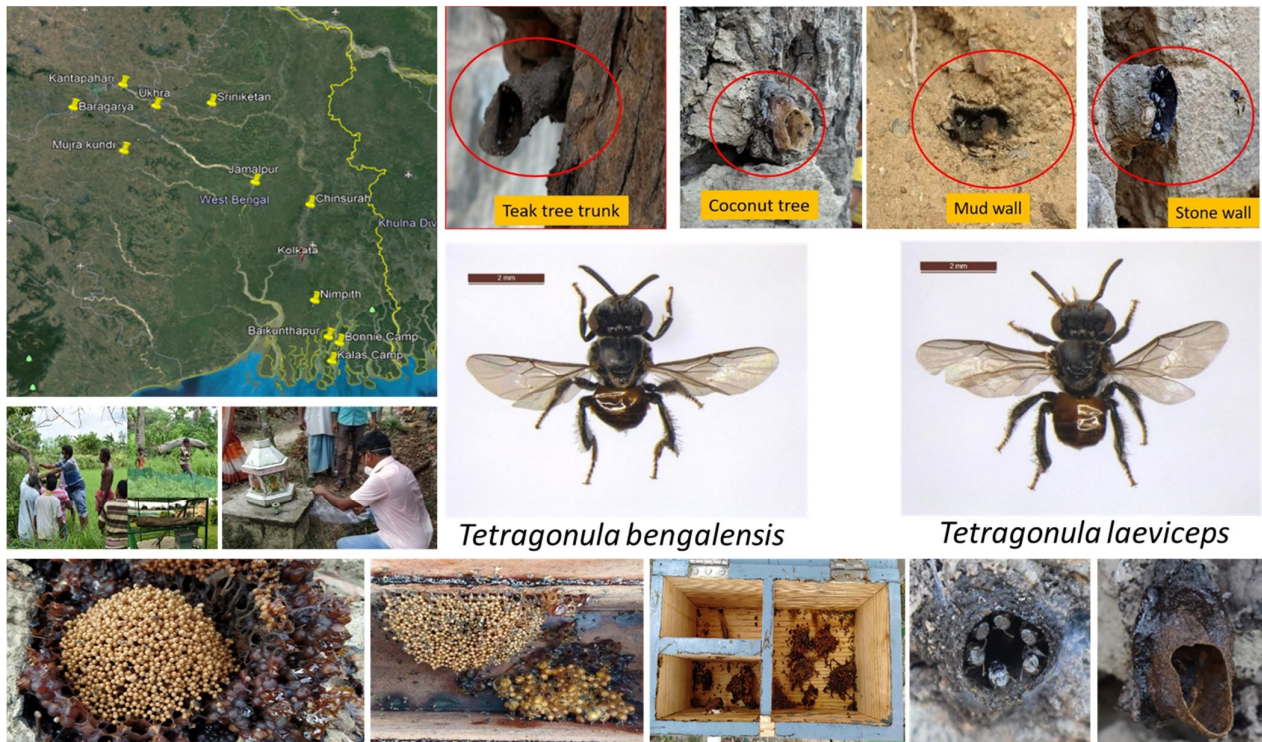 Kantapahari
Ukhra
Sriniketan
Baragarya
Mujra kundi
Jamalpur
West Bengal
Chinsurah
Khulna Div
Kolkata
Nimpith
Baikunthapur
Bonnie Camp
Kalas Camp
Teak tree trunk
Coconut tree
Mud wall
Stone wall
2 mm
2 mm
Tetragonula bengalensis
Tetragonula laeviceps